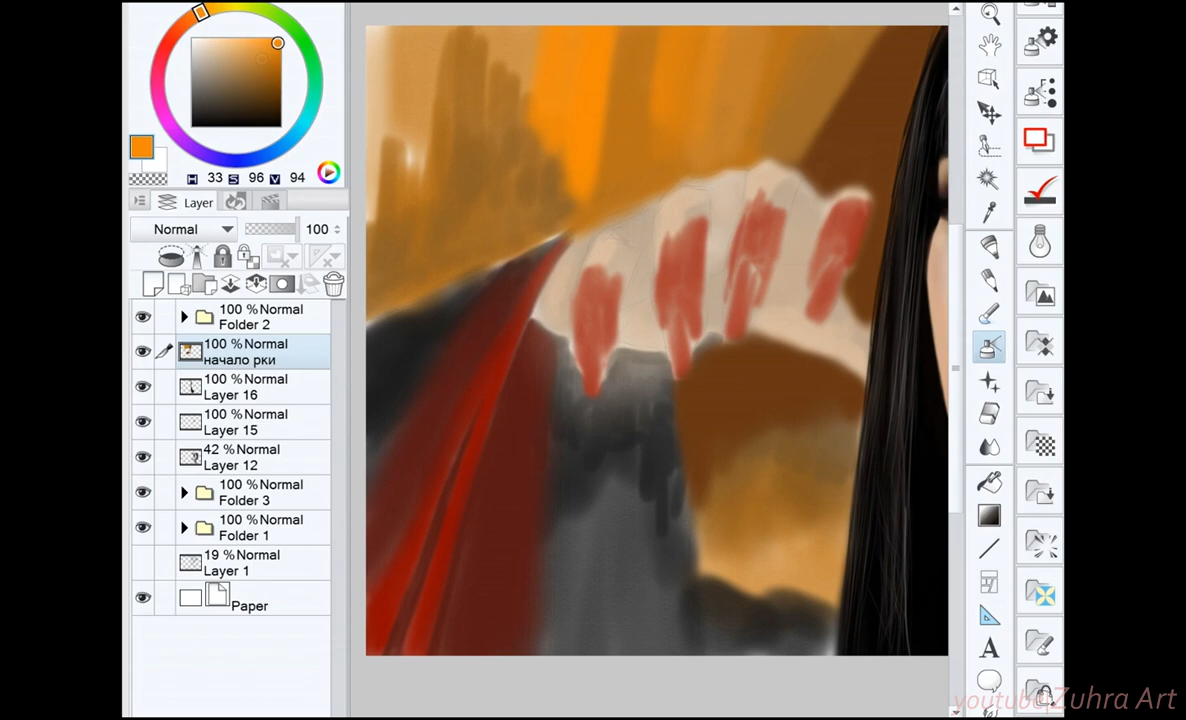 H 33 S 96 V 94
Layer
Normal 100
100 %Normal
Folder 2
100 %Normal
начало рки
100 %Normal
Layer 16
100 %Normal
Layer 15
42 %Normal
Layer 12
100 %Normal
Folder 3
100 %Normal
Folder 1
19 %Normal
Layer 1
Paper
A
youtube Zuhra Art